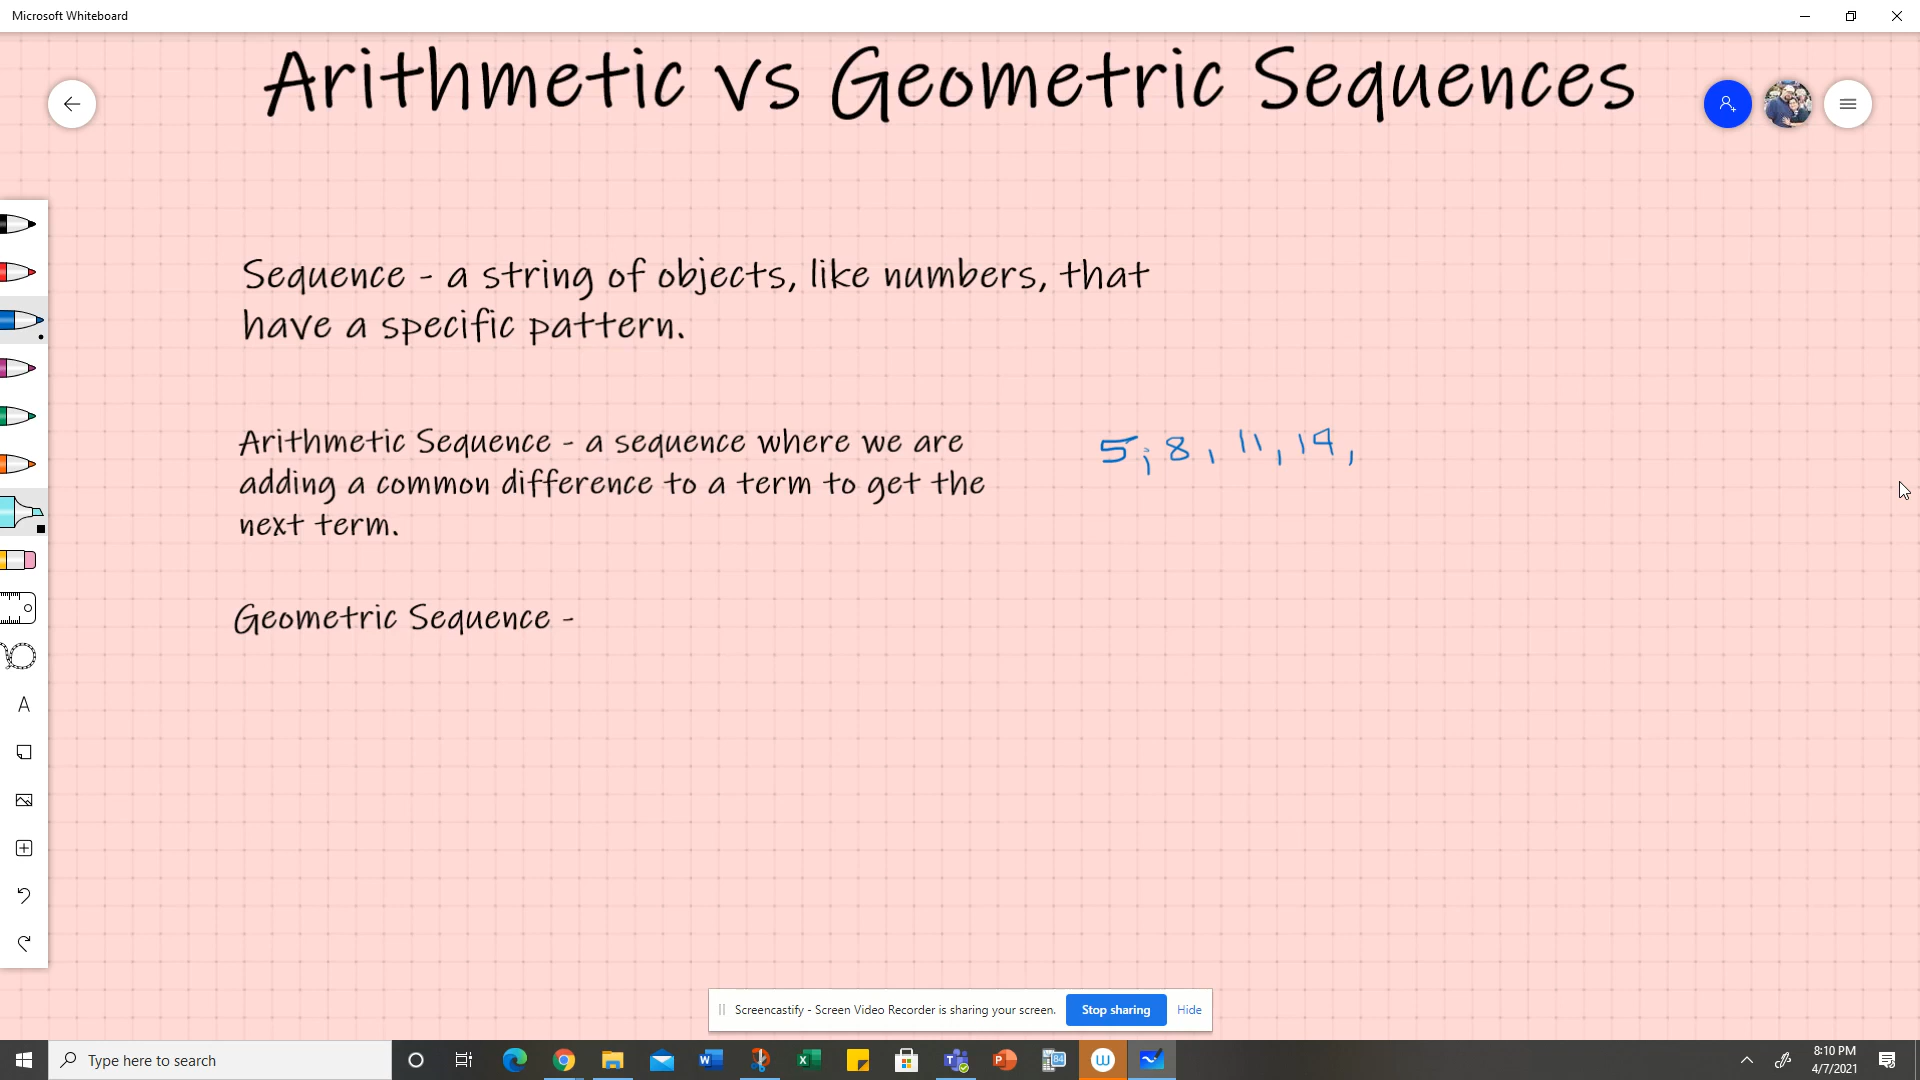 Microsoft Whiteboard
Arithmetic vs Geometric Sequences
Sequence - a string of objects, like numbers, that
have a specific pattern.
Arithmetic Sequence - a sequence where we are
adding a common difference to a term to get the
next term.
5, 8, 11, 14,
Geometric Sequence -
A
Screencastify - Screen Video Recorder is sharing your screen.
Stop sharing
Hide
Type here to search
8:10 PM
4/7/2021